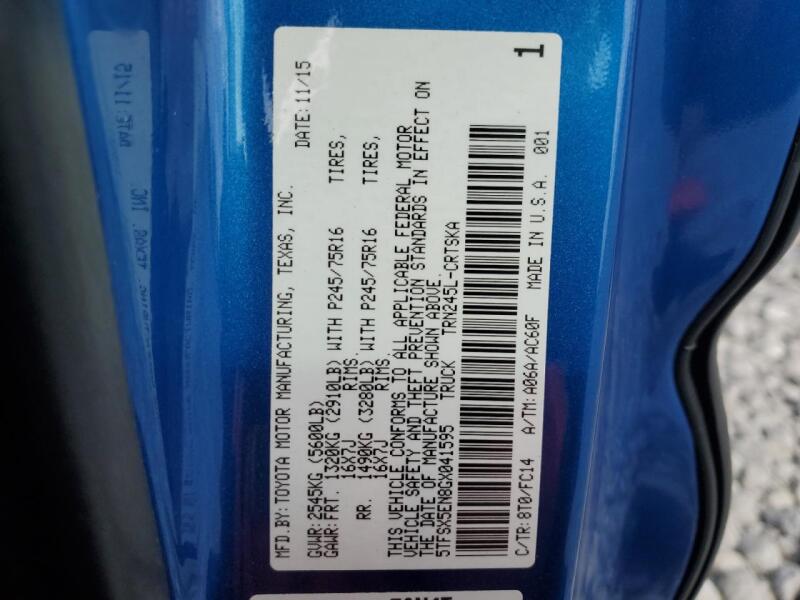 MFD.BY:TOYOTA MOTOR MANUFACTURING, TEXAS, INC.
DATE:11/15
GVWR:2545KG (5600LB)
GAWR:FRT. 1320KG (2910LB) WITH P245/75R16 TIRES,
16X7J RIMS,
RR. 1490KG (3280LB) WITH P245/75R16 TIRES,
16X7J RIMS.
THIS VEHICLE CONFORMS TO ALL APPLICABLE FEDERAL MOTOR
VEHICLE SAFETY AND THEFT PREVENTION STANDARDS IN EFFECT ON
THE DATE OF MANUFACTURE SHOWN ABOVE.
5TFSX5EN8GX041595 TRUCK TRN245L-CRTSKA
C/TR:8T0/FC14 A/TM:A06A/AC60F MADE IN U.S.A. 001
1